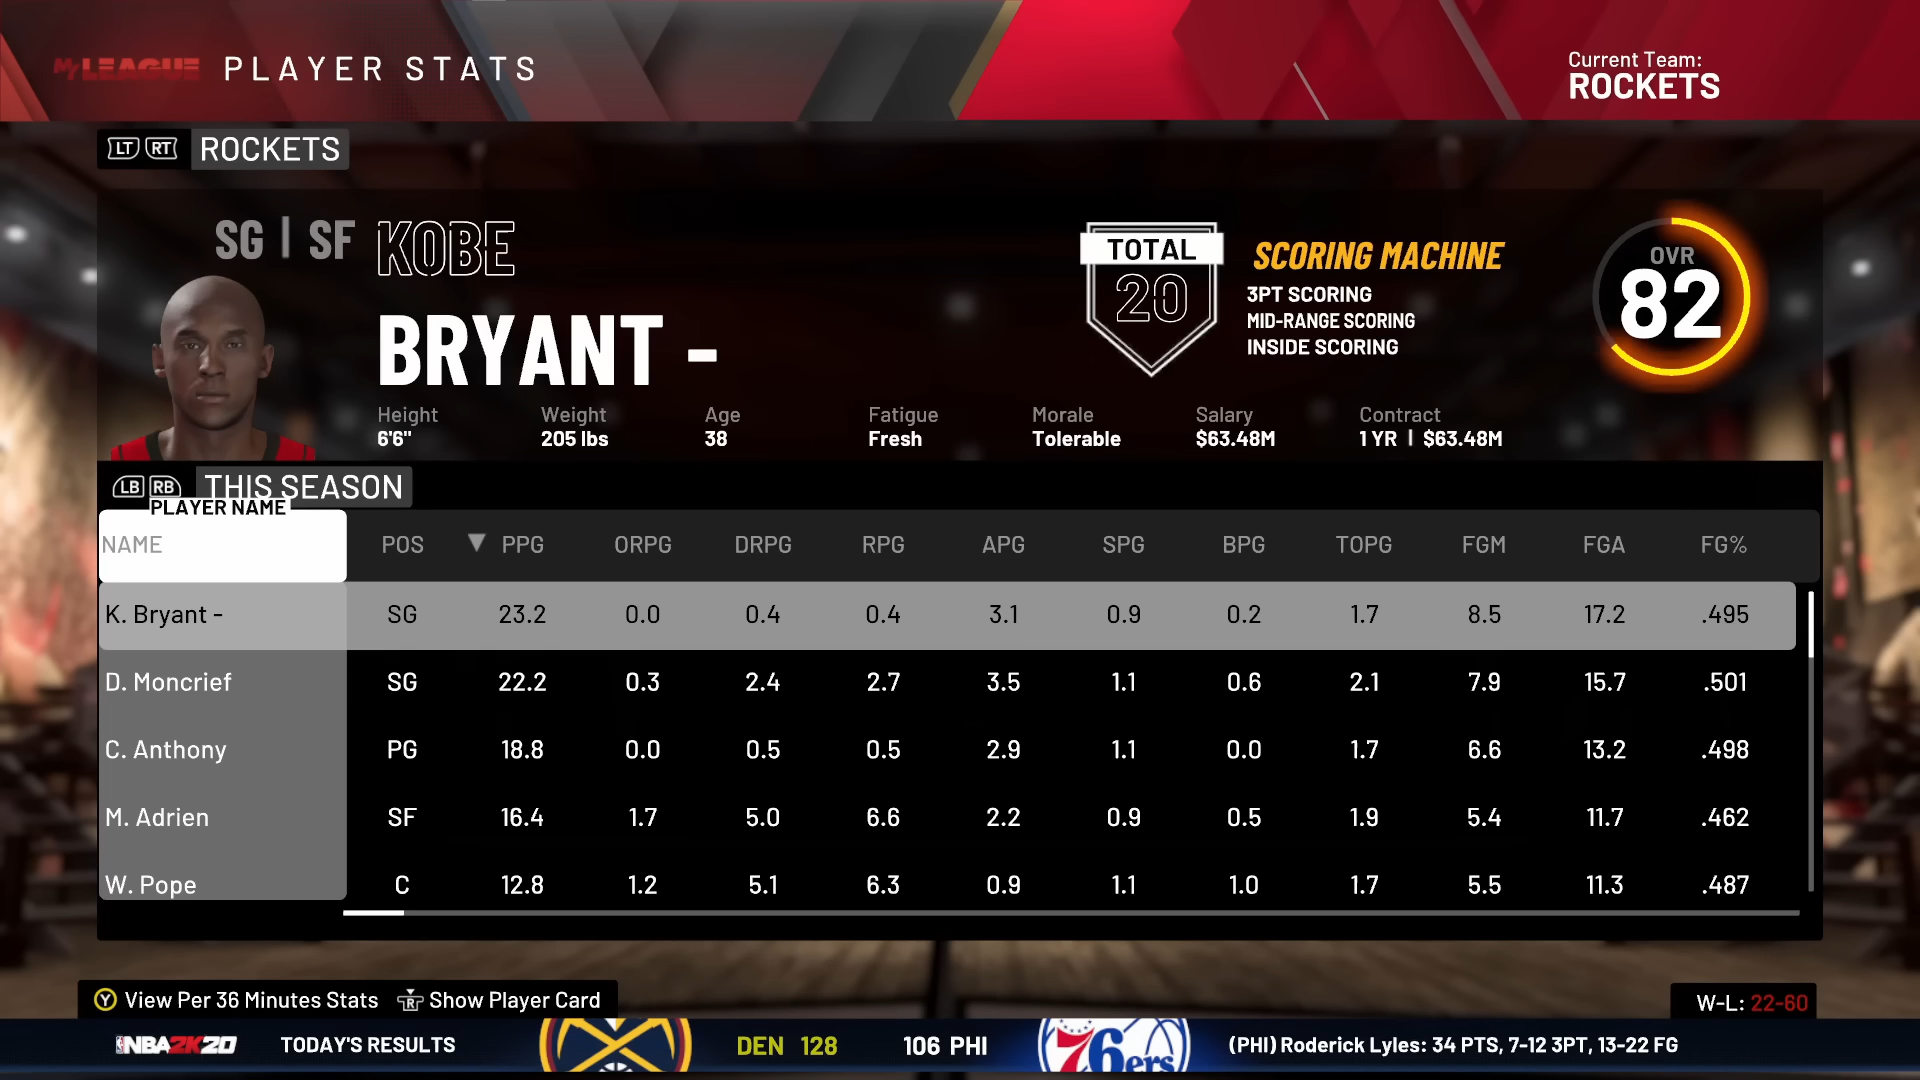 MyLEAGUE PLAYER STATS
Current Team:
ROCKETS
LT RT ROCKETS
SG | SF KOBE
BRYANT -
TOTAL
20
SCORING MACHINE
3PT SCORING
MID-RANGE SCORING
INSIDE SCORING
OVR
82
Height Weight Age Fatigue Morale Salary Contract
6'6" 205 lbs 38 Fresh Tolerable $63.48M 1 YR | $63.48M
LB RB THIS SEASON
PLAYER NAME
NAME POS ▼ PPG ORPG DRPG RPG APG SPG BPG TOPG FGM FGA FG%
K. Bryant - SG 23.2 0.0 0.4 0.4 3.1 0.9 0.2 1.7 8.5 17.2 .495
D. Moncrief SG 22.2 0.3 2.4 2.7 3.5 1.1 0.6 2.1 7.9 15.7 .501
C. Anthony PG 18.8 0.0 0.5 0.5 2.9 1.1 0.0 1.7 6.6 13.2 .498
M. Adrien SF 16.4 1.7 5.0 6.6 2.2 0.9 0.5 1.9 5.4 11.7 .462
W. Pope C 12.8 1.2 5.1 6.3 0.9 1.1 1.0 1.7 5.5 11.3 .487
Y View Per 36 Minutes Stats R Show Player Card
W-L: 22-60
NBA 2K20 TODAY'S RESULTS DEN 128 106 PHI 76ers (PHI) Roderick Lyles: 34 PTS, 7-12 3PT, 13-22 FG